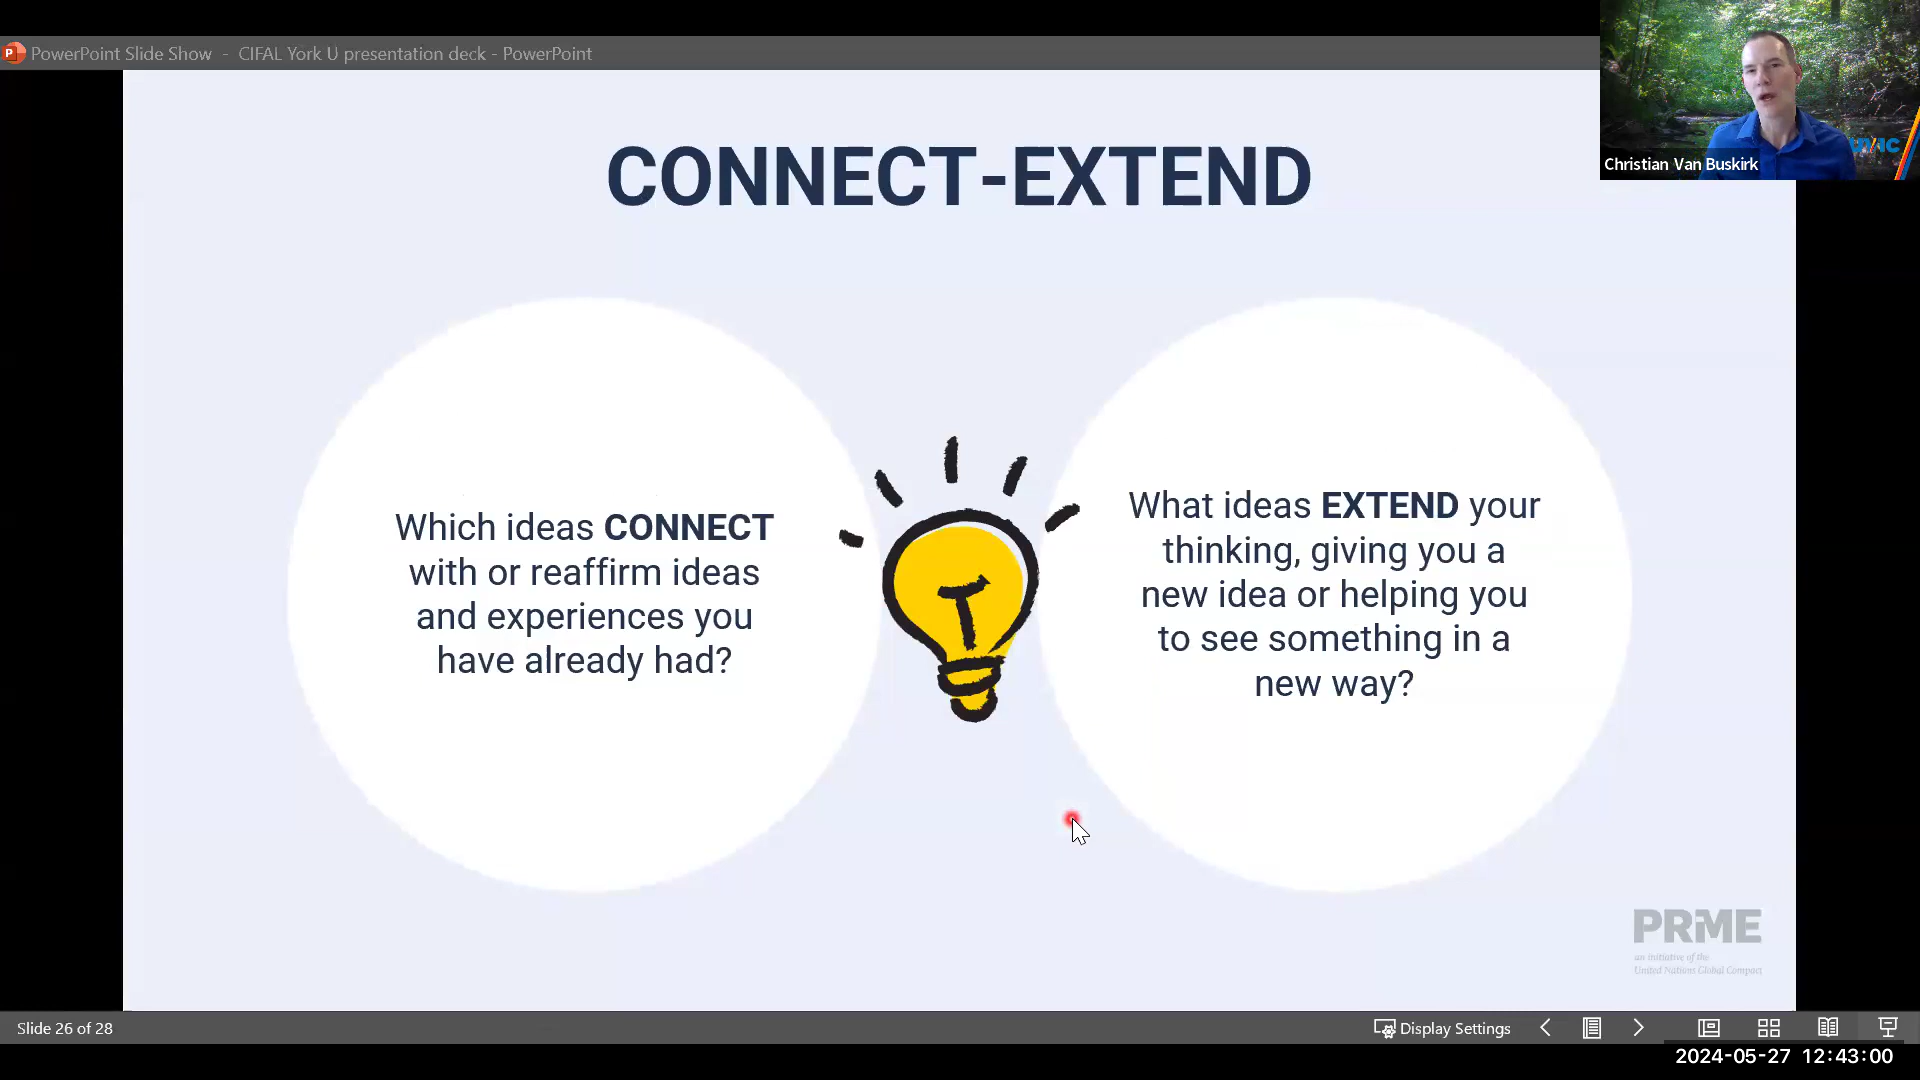 PowerPoint Slide Show - CIFAL York U presentation deck - PowerPoint
Christian Van Buskirk
CONNECT-EXTEND
Which ideas CONNECT
with or reaffirm ideas
and experiences you
have already had?
What ideas EXTEND your
thinking, giving you a
new idea or helping you
to see something in a
new way?
PRME
an initiative of the
United Nations Global Compact
Slide 26 of 28
Display Settings
2024-05-27 12:43:00